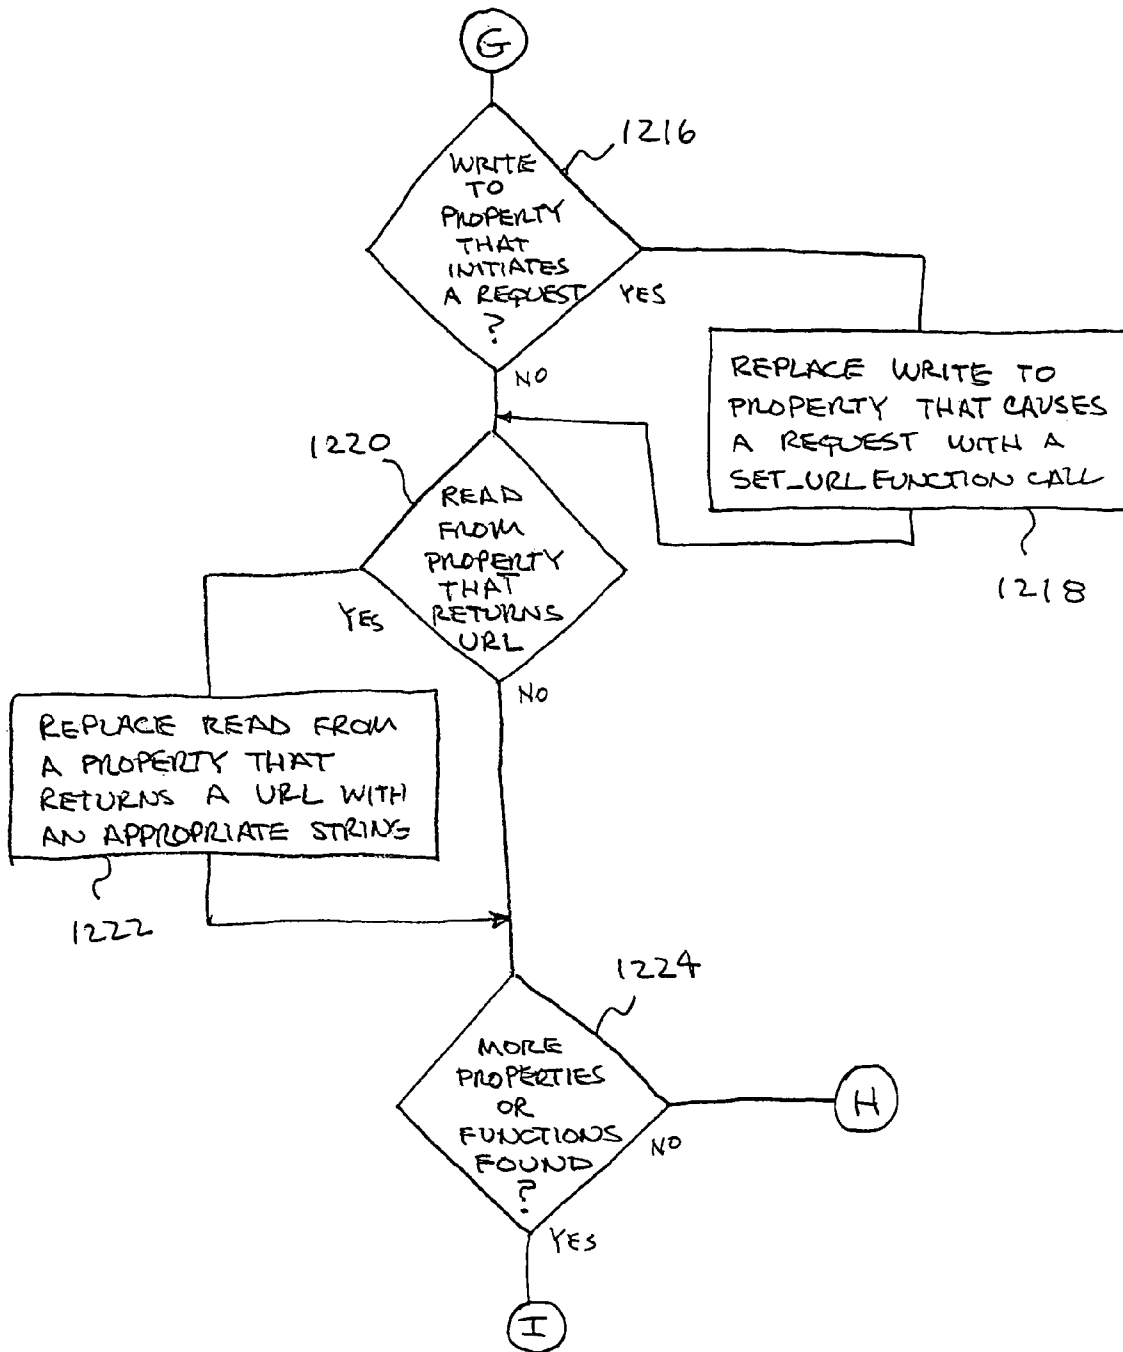 G
1216
WRITE
TO
PROPERTY
THAT
INITIATES
A REQUEST
?
YES
NO
REPLACE WRITE TO
PROPERTY THAT CAUSES
A REQUEST WITH A
SET_URL FUNCTION CALL
1218
1220
READ
FROM
PROPERTY
THAT
RETURNS
URL
YES
NO
REPLACE READ FROM
A PROPERTY THAT
RETURNS A URL WITH
AN APPROPRIATE STRING
1222
1224
MORE
PROPERTIES
OR
FUNCTIONS
FOUND
?
NO
H
YES
I